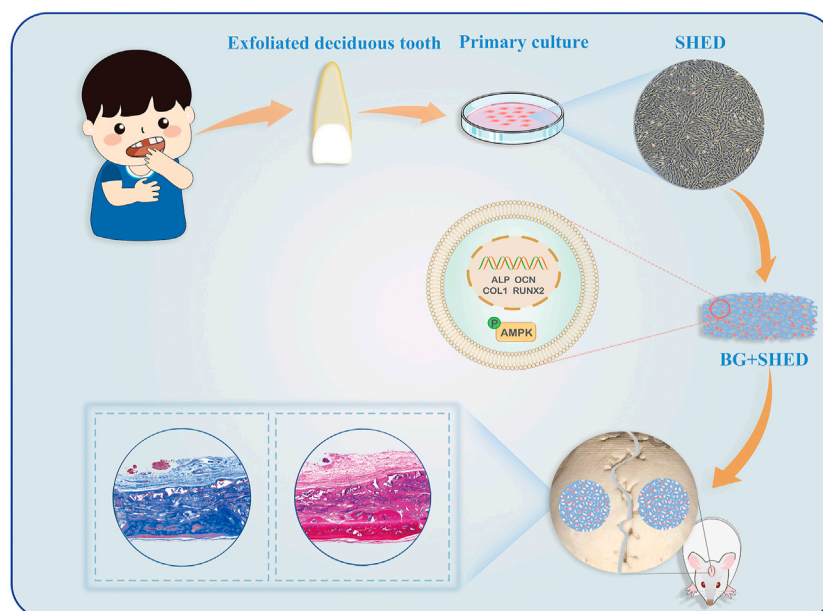 Exfoliated deciduous tooth
Primary culture
SHED
ALP OCN
COL1 RUNX2
P
AMPK
BG+SHED